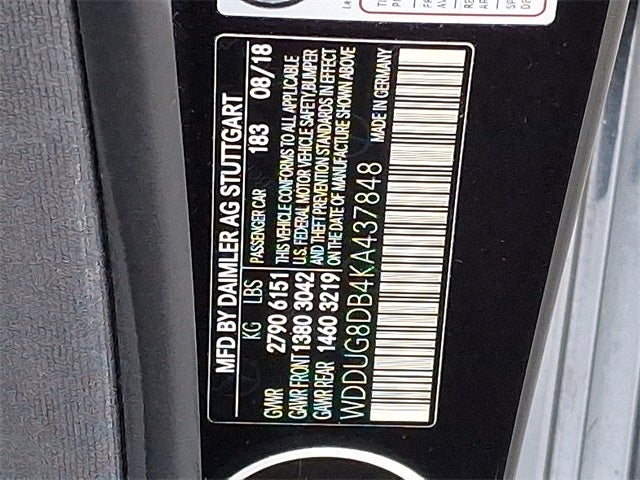 MFD BY DAIMLER AG STUTTGART
KG LBS PASSENGER CAR 183 08/18
GWR 2790 6151 THIS VEHICLE CONFORMS TO ALL APPLICABLE
GAWR FRONT 1380 3042 U.S. FEDERAL MOTOR VEHICLE SAFETY,BUMPER
GAWR REAR 1460 3219 AND THEFT PREVENTION STANDARDS IN EFFECT
ON THE DATE OF MANUFACTURE SHOWN ABOVE
WDDUG8DB4KA437848 MADE IN GERMANY